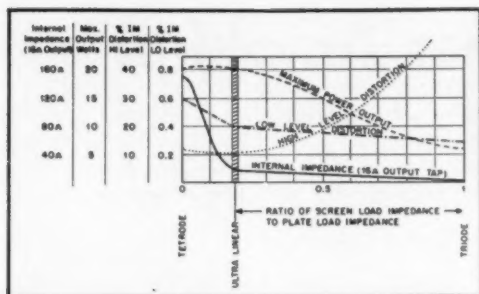 Internal Impedance (16Ω Output)
Max. Output Watts
% IM Distortion HI Level
% IM Distortion LO Level
160Ω 20 40 0.8
120Ω 15 30 0.6
80Ω 10 20 0.4
40Ω 5 10 0.2
MAXIMUM POWER OUTPUT
LOW LEVEL DISTORTION
HIGH LEVEL DISTORTION
INTERNAL IMPEDANCE (16Ω OUTPUT TAP)
0 0.5 1
RATIO OF SCREEN LOAD IMPEDANCE
TO PLATE LOAD IMPEDANCE
TETRODE
ULTRA LINEAR
TRIODE